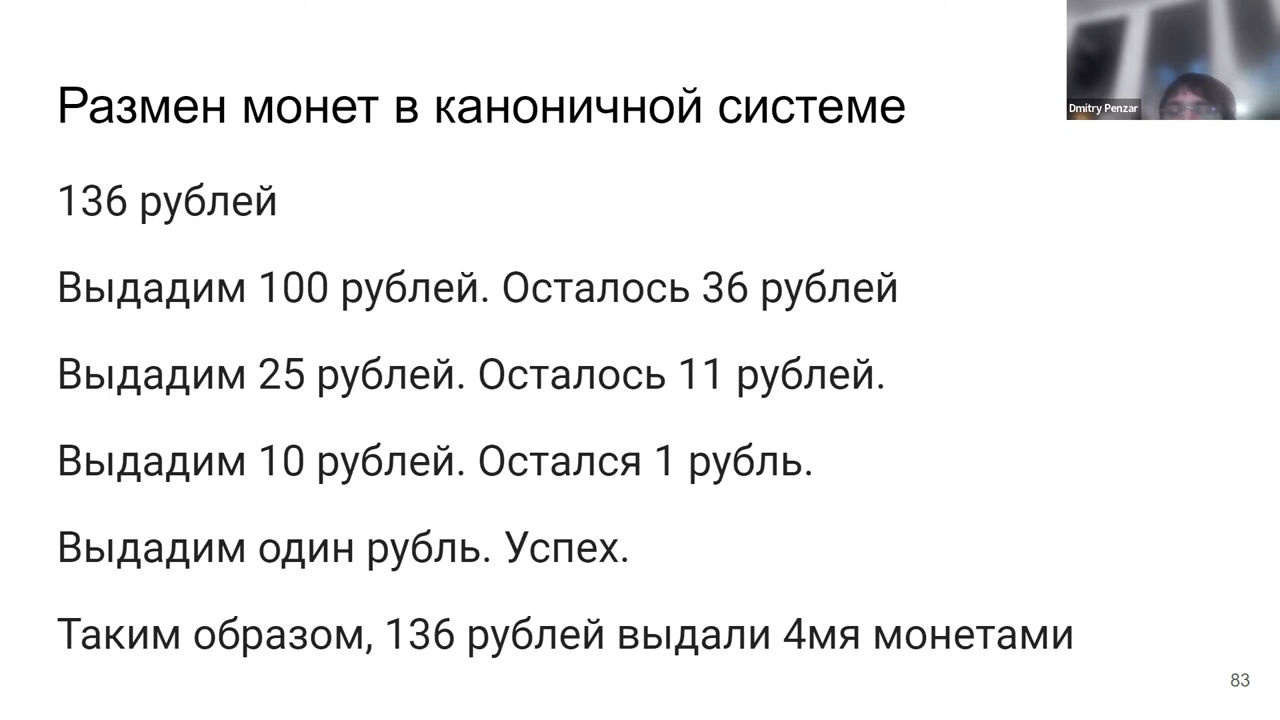 Dmitry Penzar
Размен монет в каноничной системе
136 рублей
Выдадим 100 рублей. Осталось 36 рублей
Выдадим 25 рублей. Осталось 11 рублей.
Выдадим 10 рублей. Остался 1 рубль.
Выдадим один рубль. Успех.
Таким образом, 136 рублей выдали 4мя монетами
83